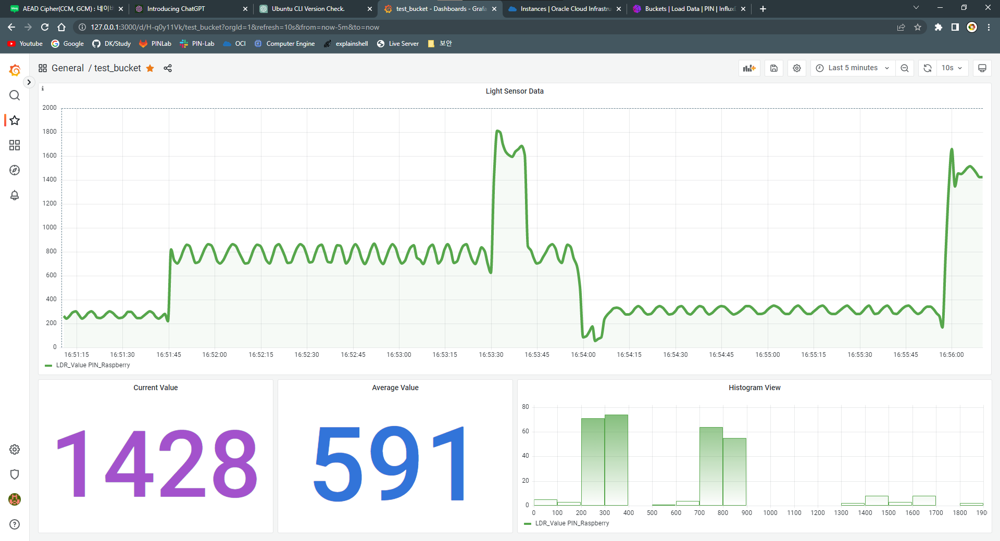 AEAD Cipher(CCM, GCM) : 네이버
Introducing ChatGPT
Ubuntu CLI Version Check.
test_bucket - Dashboards - Grafa
Instances | Oracle Cloud Infrastru
Buckets | Load Data | PIN | Influx
127.0.0.1:3000/d/H-q0y11Vk/test_bucket?orgId=1&refresh=10s&from=now-5m&to=now
Youtube Google DK/Study PINLab PIN-Lab OCI Computer Engine explainshell Live Server 보안
General / test_bucket
Last 5 minutes
10s
Light Sensor Data
2000
1800
1600
1400
1200
1000
800
600
400
200
0
16:51:15 16:51:30 16:51:45 16:52:00 16:52:15 16:52:30 16:52:45 16:53:00 16:53:15 16:53:30 16:53:45 16:54:00 16:54:15 16:54:30 16:54:45 16:55:00 16:55:15 16:55:30 16:55:45 16:56:00
LDR_Value PIN_Raspberry
Current Value
1428
Average Value
591
Histogram View
80
60
40
20
0
0 100 200 300 400 500 600 700 800 900 1000 1100 1200 1300 1400 1500 1600 1700 1800 190
LDR_Value PIN_Raspberry